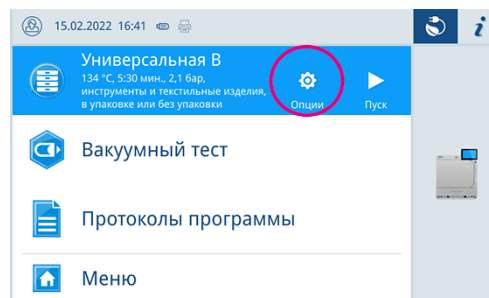 15.02.2022 16:41
i
Универсальная В
134 °C, 5:30 мин., 2,1 бар,
инструменты и текстильные изделия,
в упаковке или без упаковки
Опции
Пуск
Вакуумный тест
Протоколы программы
Меню